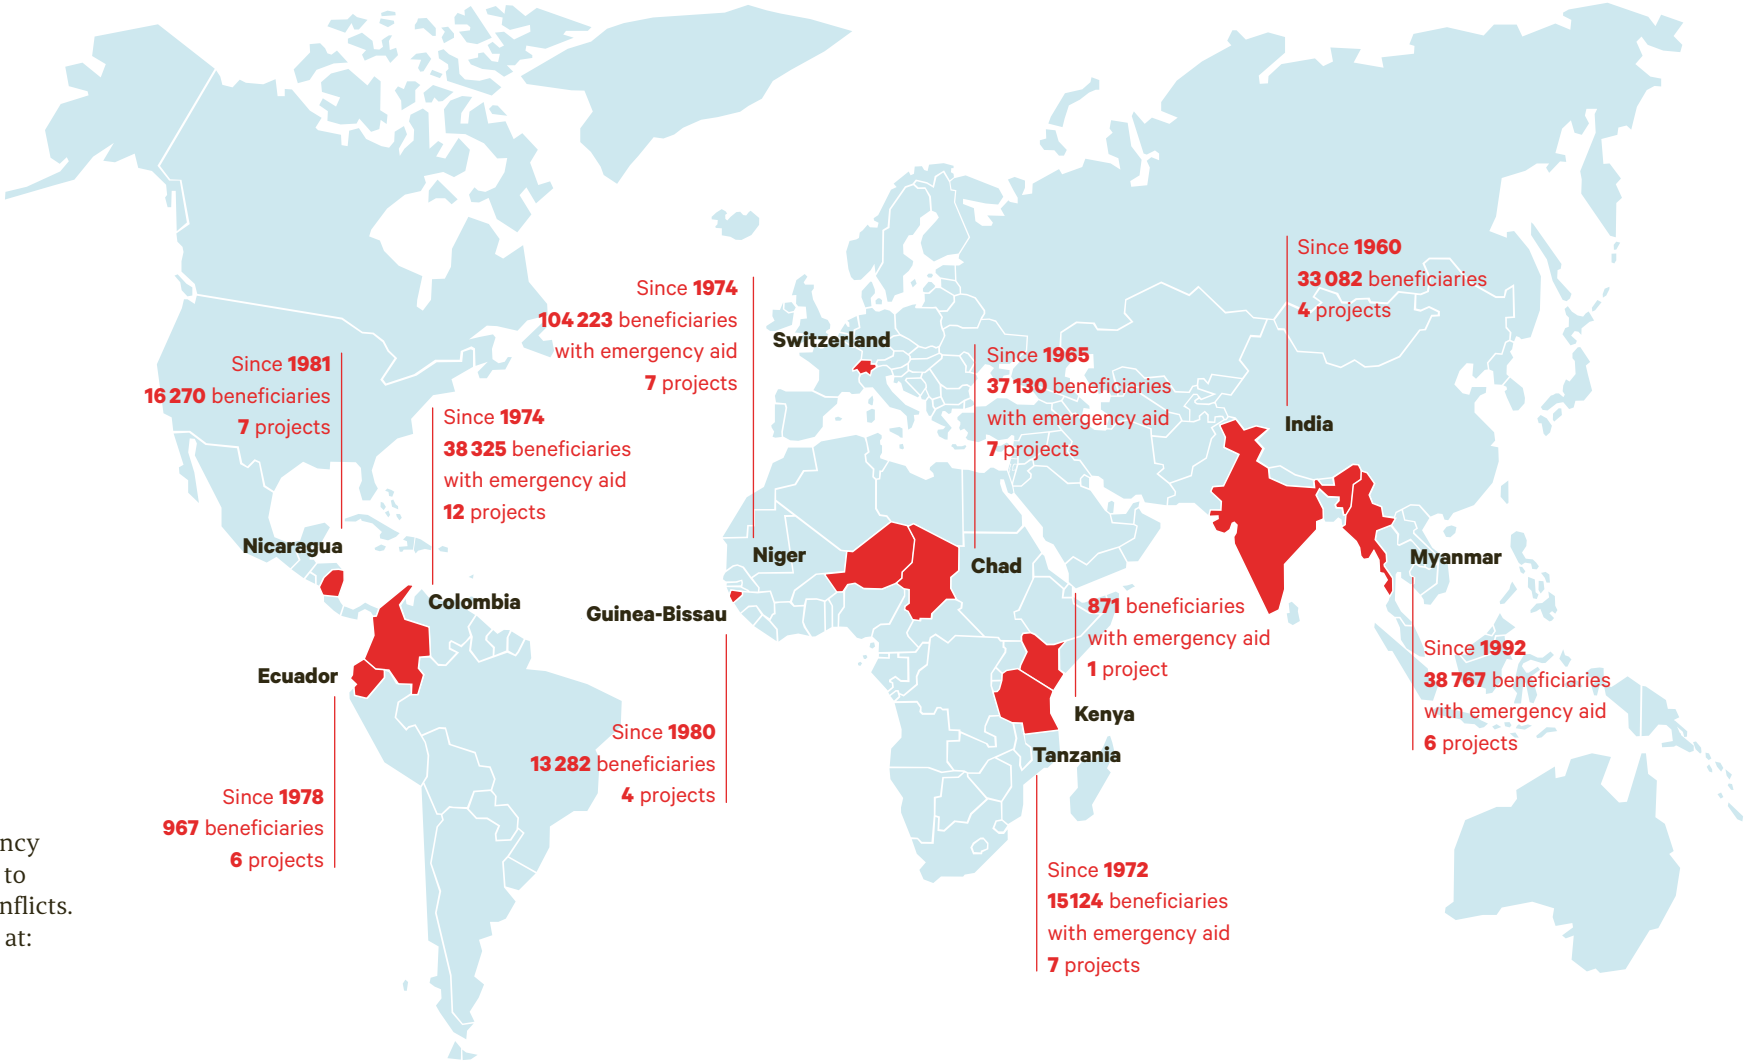 Since 1981
16 270 beneficiaries
7 projects
Nicaragua
Since 1974
38 325 beneficiaries
with emergency aid
12 projects
Colombia
Ecuador
Since 1978
967 beneficiaries
6 projects
Since 1974
104 223 beneficiaries
with emergency aid
7 projects
Niger
Switzerland
Since 1965
37 130 beneficiaries
with emergency aid
7 projects
Chad
Guinea-Bissau
Since 1980
13 282 beneficiaries
4 projects
Since 1960
33 082 beneficiaries
4 projects
India
871 beneficiaries
with emergency aid
1 project
Kenya
Tanzania
Since 1972
15 124 beneficiaries
with emergency aid
7 projects
Myanmar
Since 1992
38 767 beneficiaries
with emergency aid
6 projects
ncy
to
nflicts.
at: